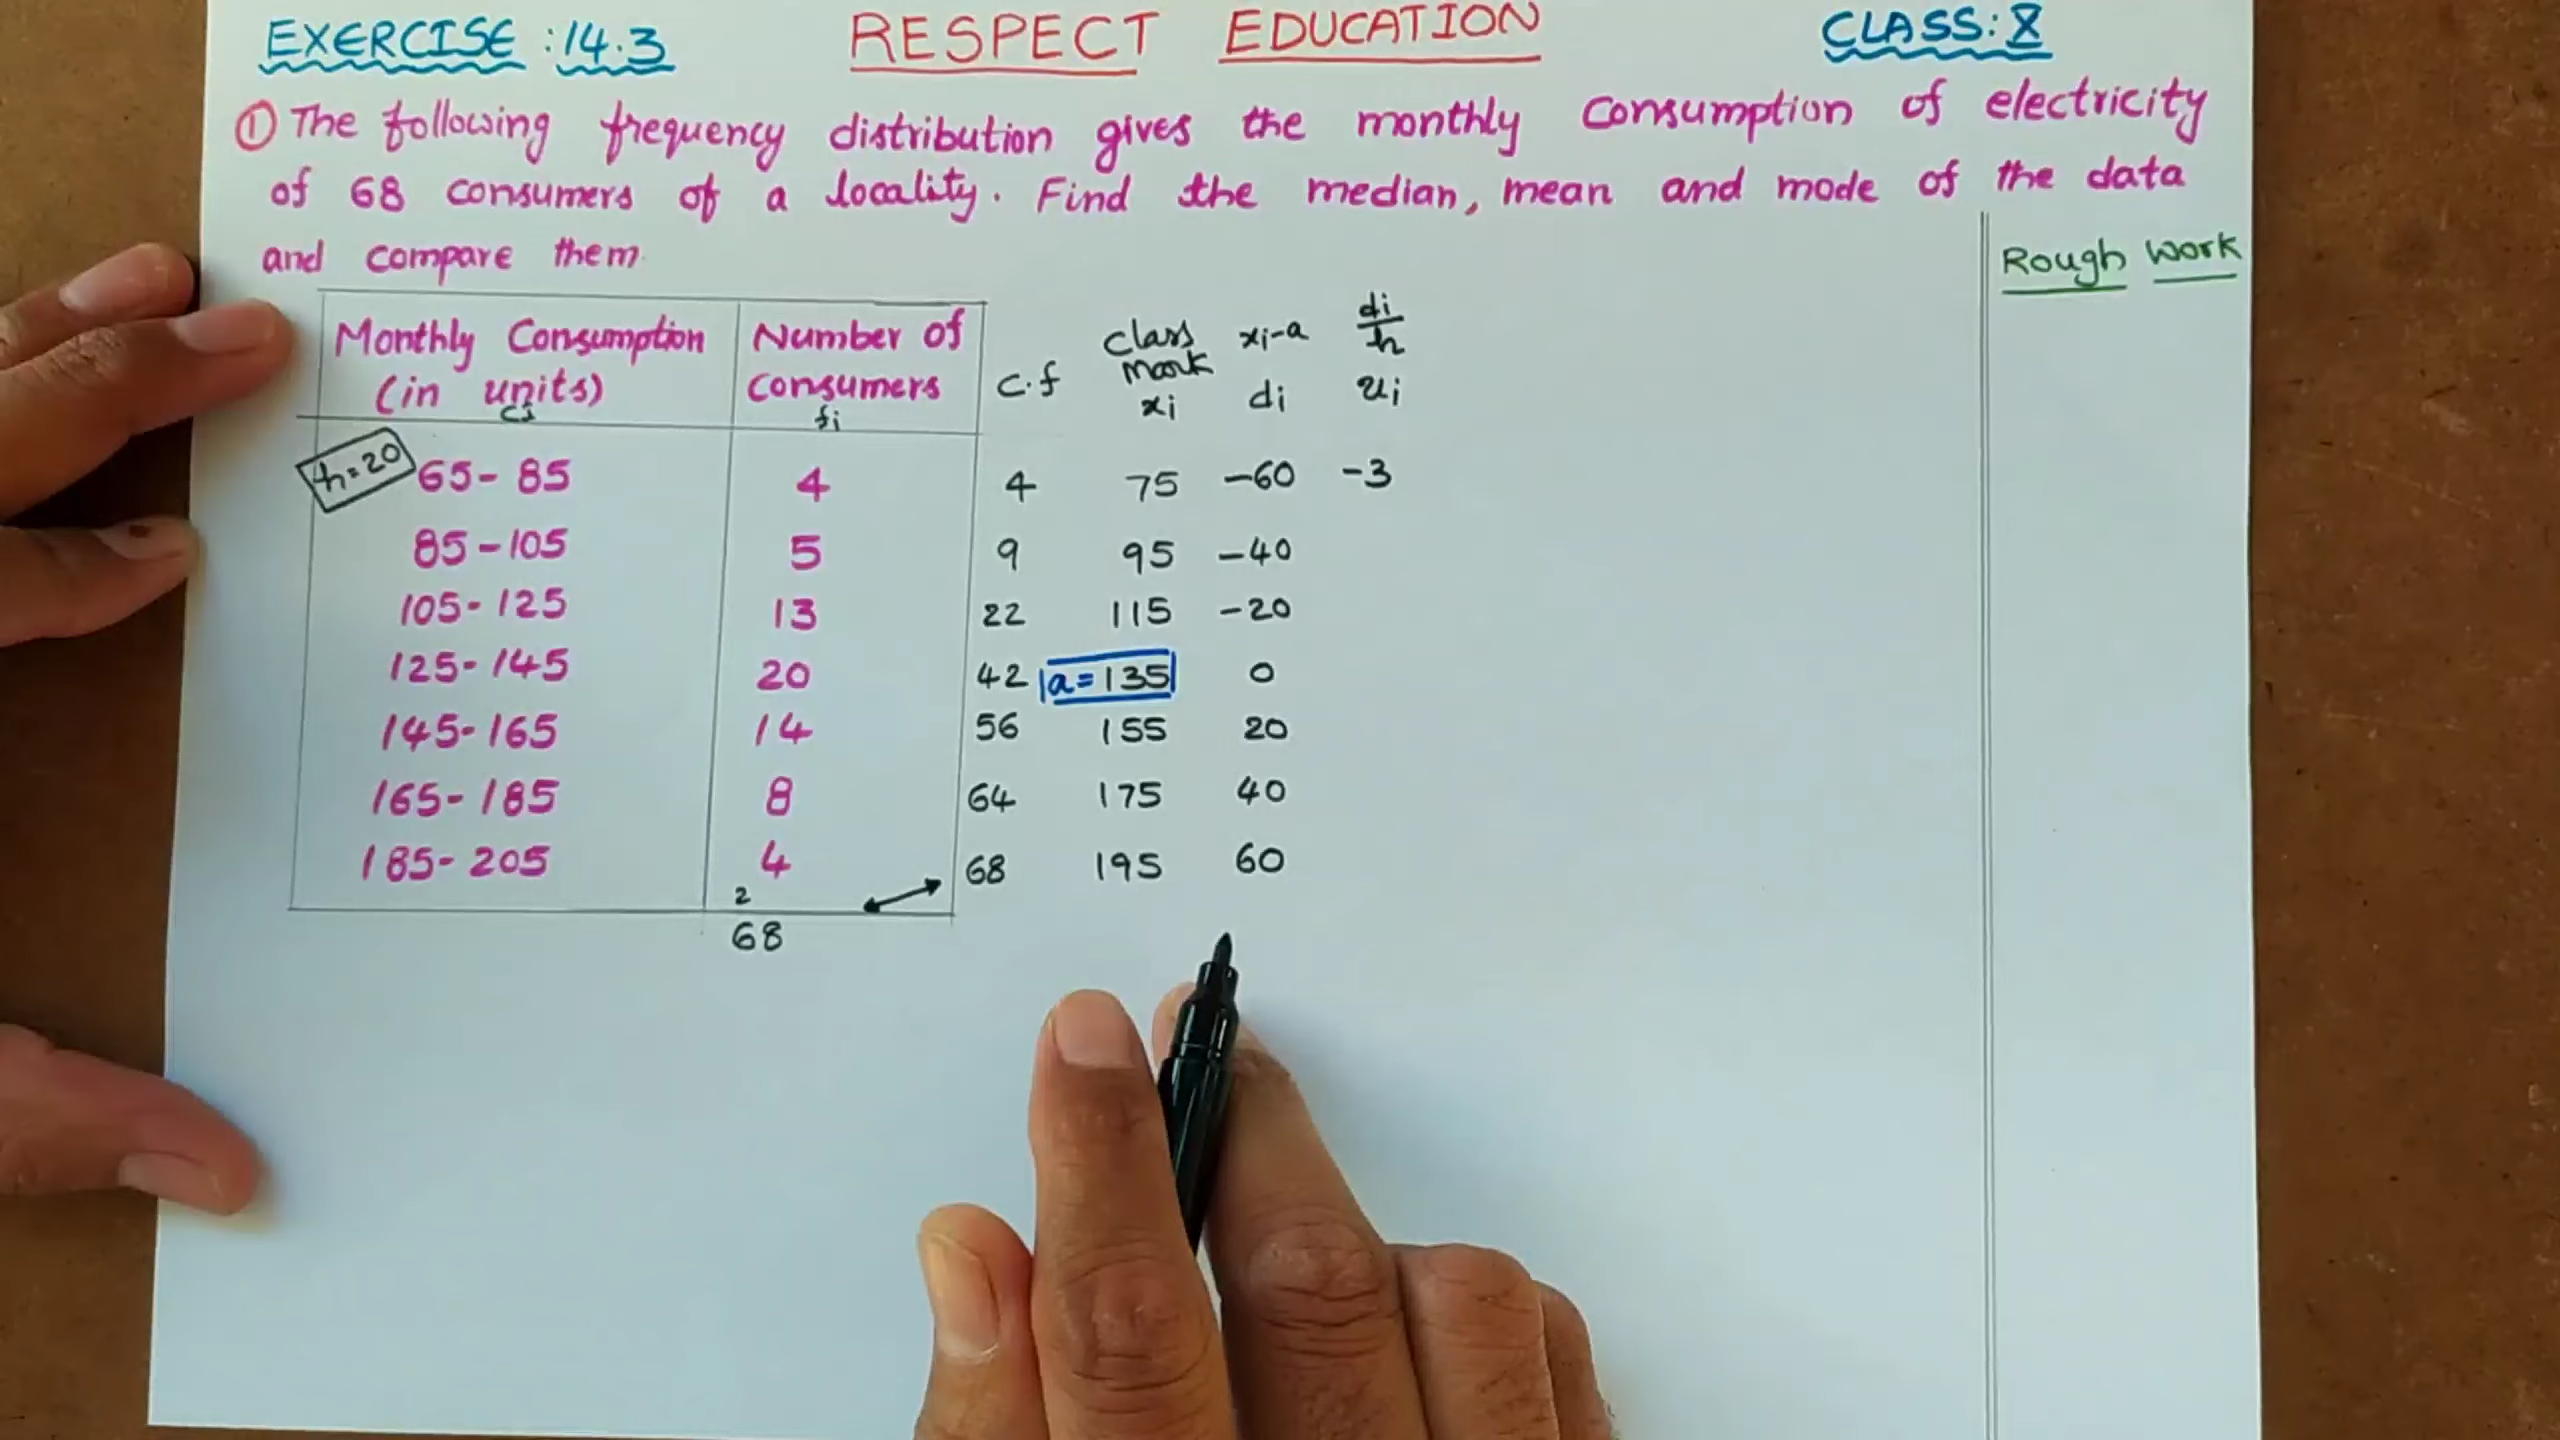 EXERCISE : 14.3 RESPECT EDUCATION CLASS: X
① The following frequency distribution gives the monthly consumption of electricity
of 68 consumers of a locality. Find the median, mean and mode of the data
and compare them.
Rough Work
Monthly Consumption (in units) CI
Number of consumers fi
c.f
class mark xi
xi-a di
di/h ui
h=20
65-85 4 4 75 -60 -3
85-105 5 9 95 -40
105-125 13 22 115 -20
125-145 20 42 a=135 0
145-165 14 56 155 20
165-185 8 64 175 40
185-205 4 68 195 60
2
68